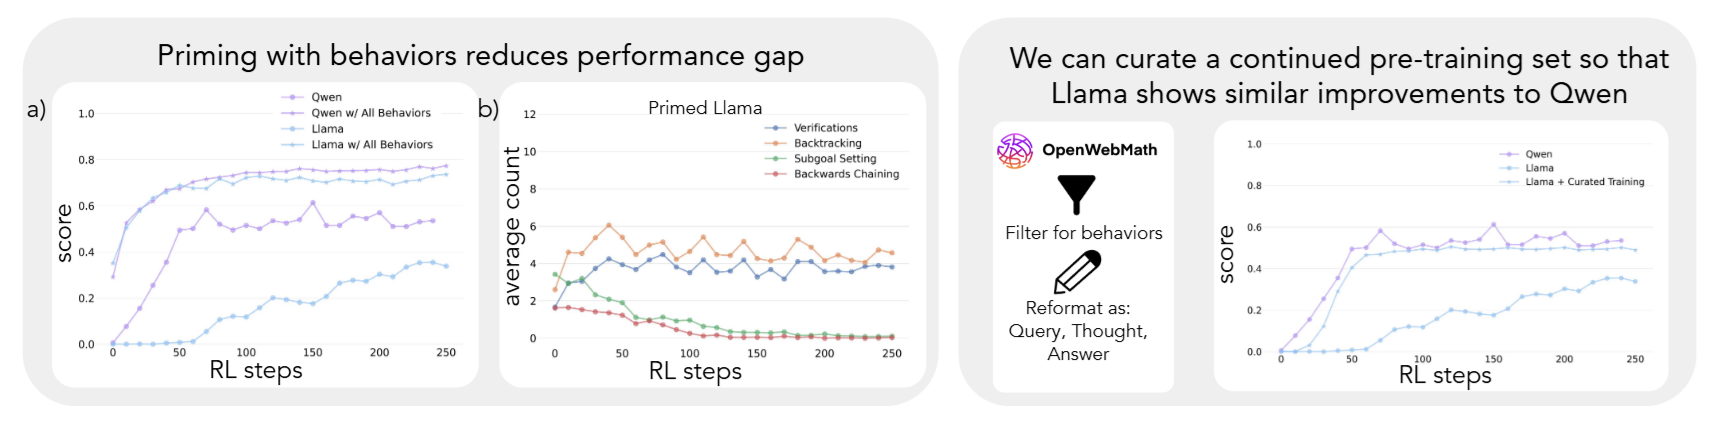 Priming with behaviors reduces performance gap
a)
score
1.0
0.8
0.6
0.4
0.2
0.0
Qwen
Qwen w/ All Behaviors
Llama
Llama w/ All Behaviors
0 50 100 150 200 250
RL steps
b)
Primed Llama
average count
12
10
8
6
4
2
0
Verifications
Backtracking
Subgoal Setting
Backwards Chaining
0 50 100 150 200 250
RL steps
We can curate a continued pre-training set so that
Llama shows similar improvements to Qwen
OpenWebMath
Filter for behaviors
Reformat as:
Query, Thought,
Answer
score
1.0
0.8
0.6
0.4
0.2
0.0
Qwen
Llama
Llama + Curated Training
0 50 100 150 200 250
RL steps